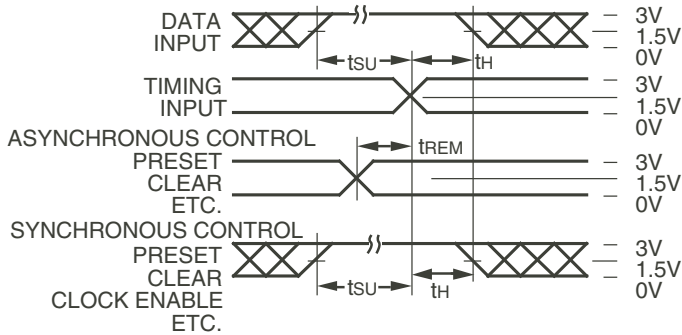 DATA
INPUT
3V
1.5V
0V
tSU
tH
TIMING
INPUT
3V
1.5V
0V
ASYNCHRONOUS CONTROL
tREM
PRESET
CLEAR
ETC.
3V
1.5V
0V
SYNCHRONOUS CONTROL
PRESET
CLEAR
CLOCK ENABLE
ETC.
3V
1.5V
0V
tSU
tH